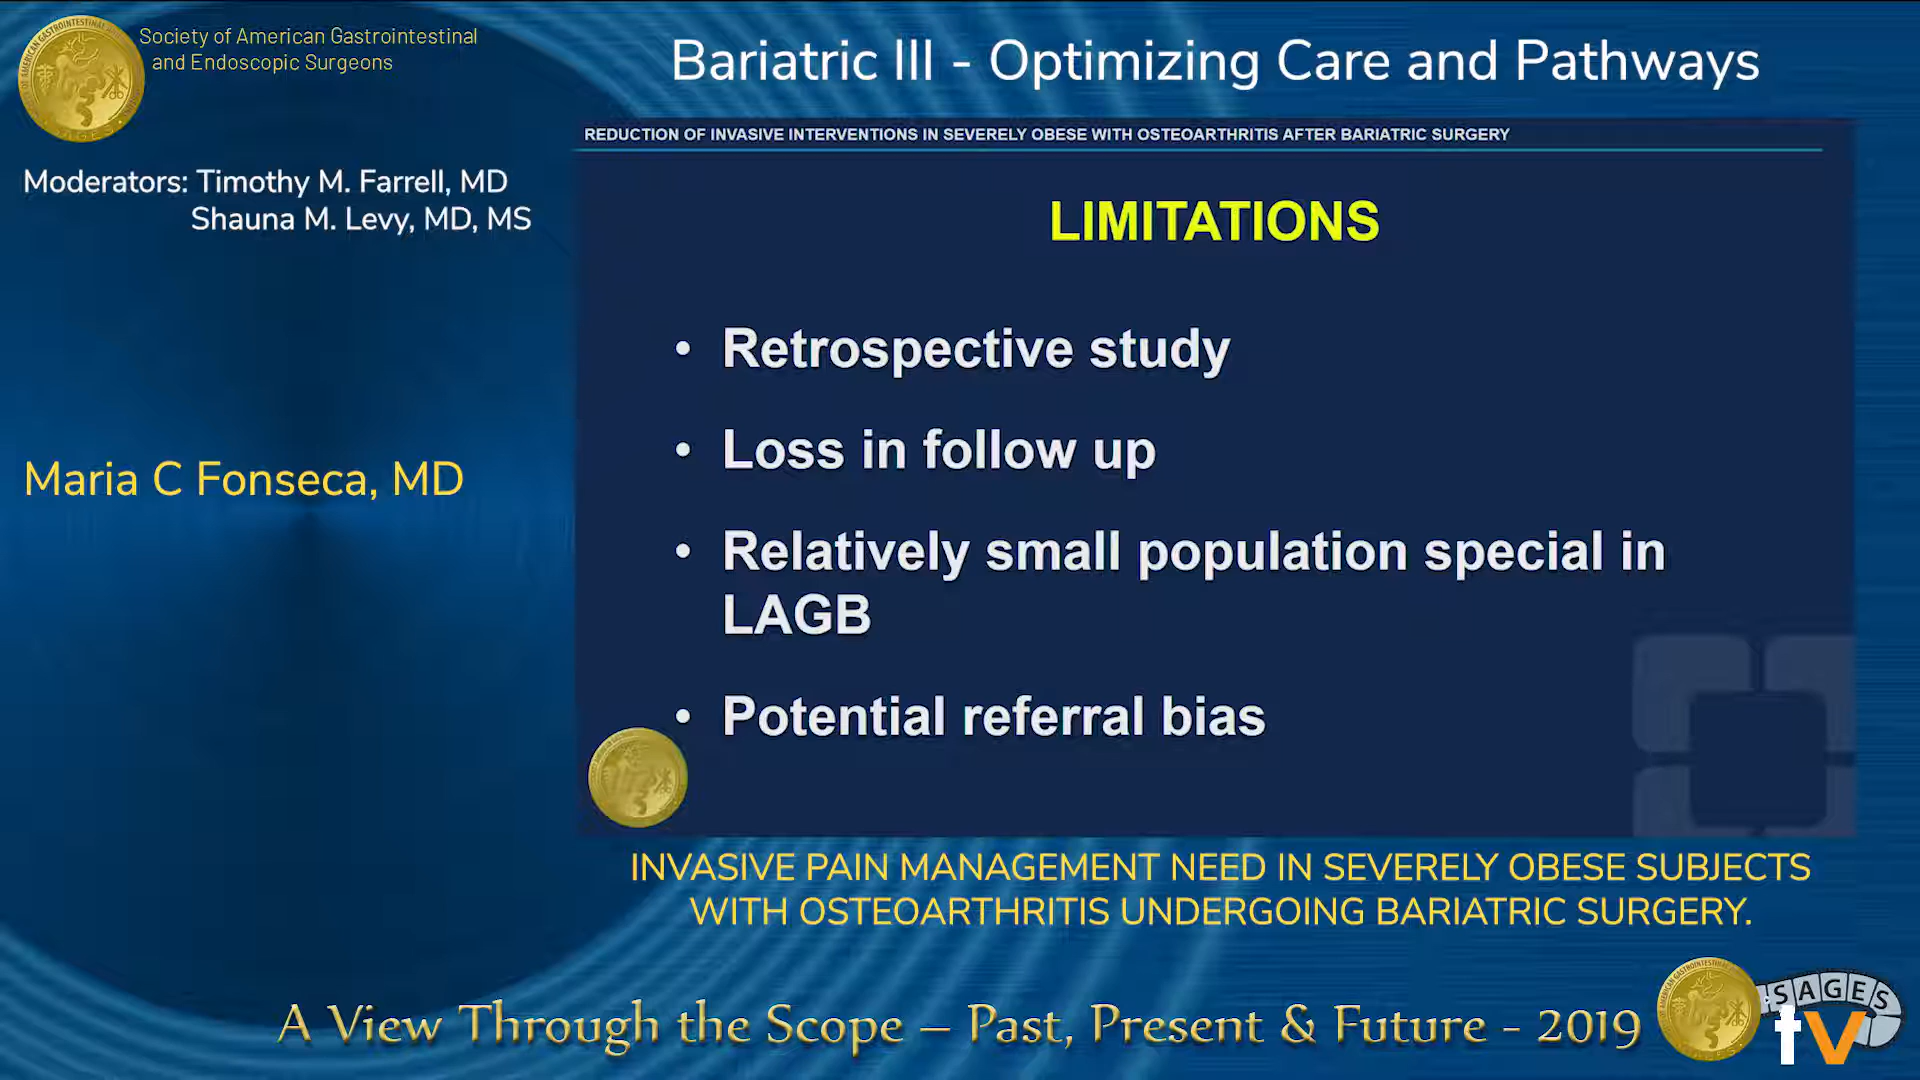 Society of American Gastrointestinal
and Endoscopic Surgeons
Bariatric III - Optimizing Care and Pathways
Moderators: Timothy M. Farrell, MD
Shauna M. Levy, MD, MS
Maria C Fonseca, MD
REDUCTION OF INVASIVE INTERVENTIONS IN SEVERELY OBESE WITH OSTEOARTHRITIS AFTER BARIATRIC SURGERY
LIMITATIONS
• Retrospective study
• Loss in follow up
• Relatively small population special in
LAGB
• Potential referral bias
INVASIVE PAIN MANAGEMENT NEED IN SEVERELY OBESE SUBJECTS
WITH OSTEOARTHRITIS UNDERGOING BARIATRIC SURGERY.
A View Through the Scope – Past, Present & Future - 2019
SAGES
tv